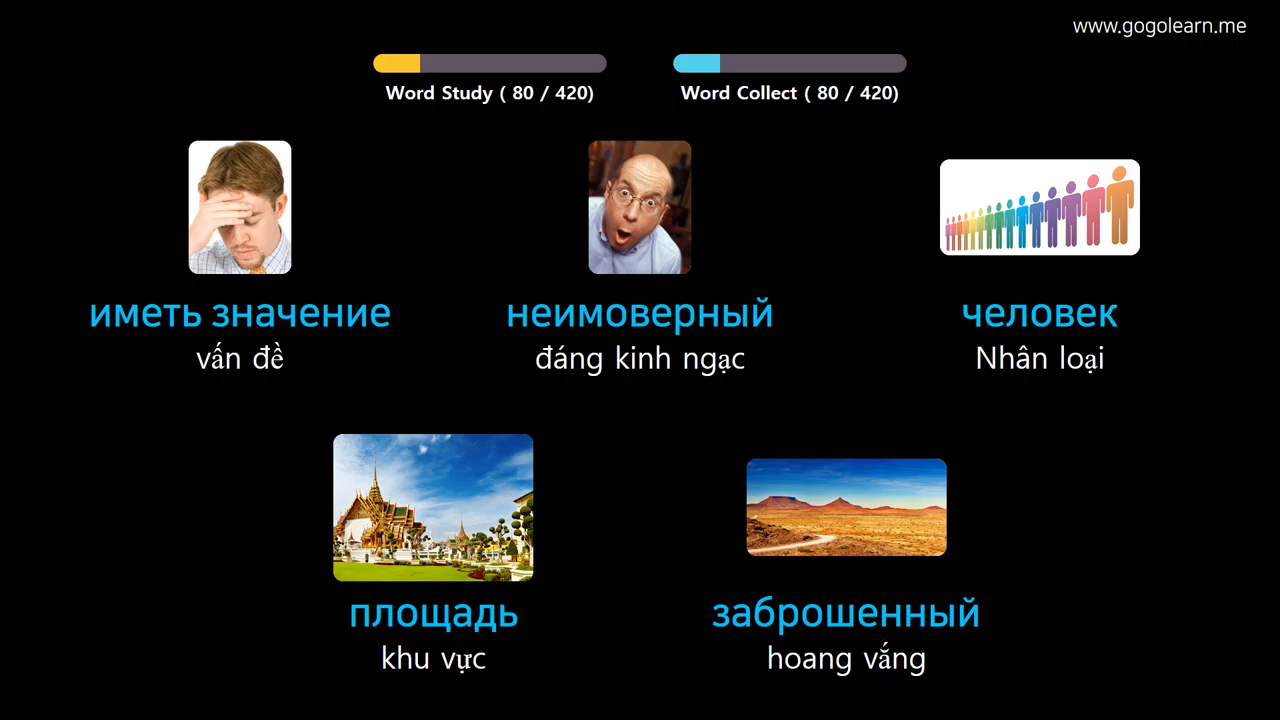 www.gogolearn.me
Word Study ( 80 / 420)
Word Collect ( 80 / 420)
иметь значение
vấn đề
неимоверный
đáng kinh ngạc
человек
Nhân loại
площадь
khu vực
заброшенный
hoang vắng